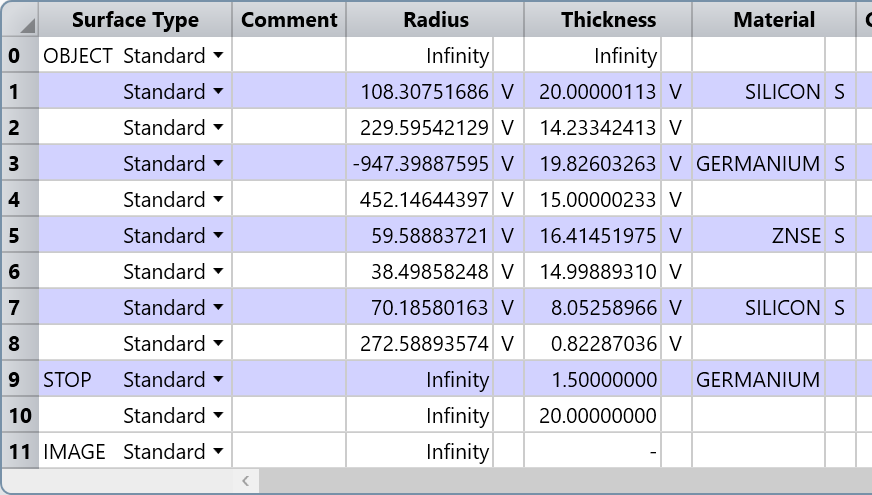 Surface Type Comment Radius Thickness Material
0 OBJECT Standard Infinity Infinity
1 Standard 108.30751686 V 20.00000113 V SILICON S
2 Standard 229.59542129 V 14.23342413 V
3 Standard -947.39887595 V 19.82603263 V GERMANIUM S
4 Standard 452.14644397 V 15.00000233 V
5 Standard 59.58883721 V 16.41451975 V ZNSE S
6 Standard 38.49858248 V 14.99889310 V
7 Standard 70.18580163 V 8.05258966 V SILICON S
8 Standard 272.58893574 V 0.82287036 V
9 STOP Standard Infinity 1.50000000 GERMANIUM
10 Standard Infinity 20.00000000
11 IMAGE Standard Infinity -